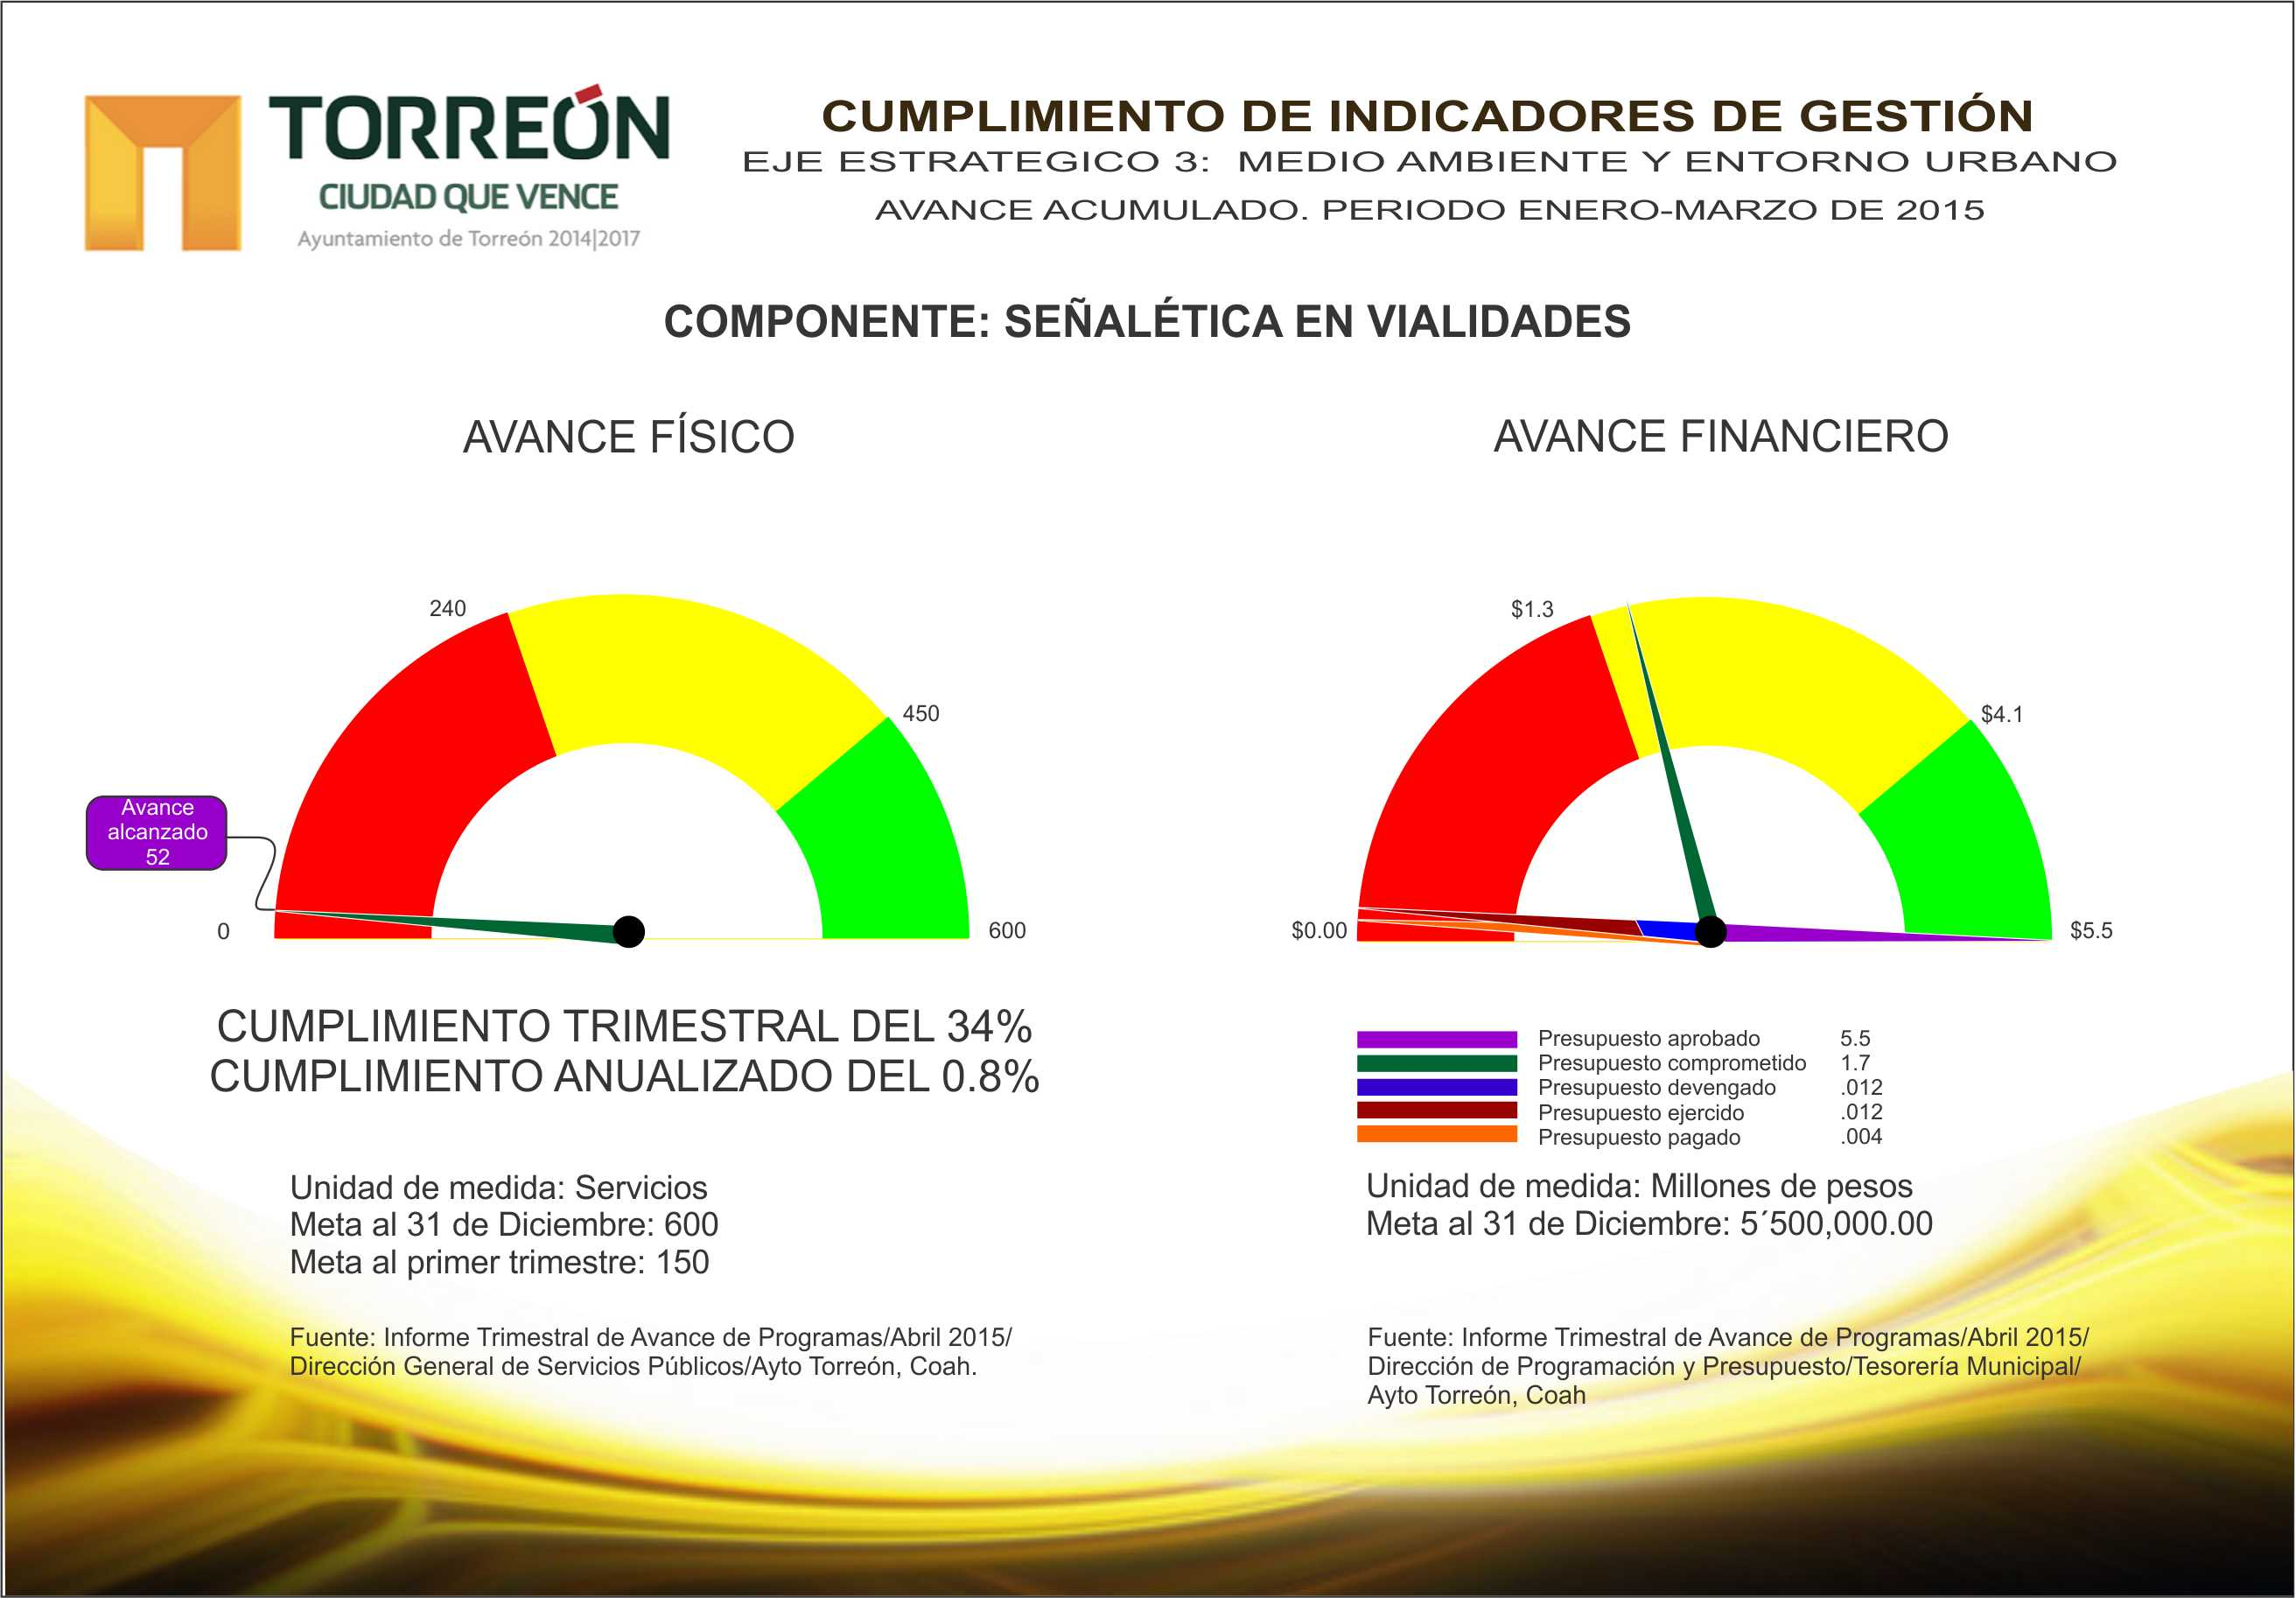 TORREÓN
CIUDAD QUE VENCE
Ayuntamiento de Torreón 2014|2017
CUMPLIMIENTO DE INDICADORES DE GESTIÓN
EJE ESTRATEGICO 3: MEDIO AMBIENTE Y ENTORNO URBANO
AVANCE ACUMULADO. PERIODO ENERO-MARZO DE 2015
COMPONENTE: SEÑALÉTICA EN VIALIDADES
AVANCE FÍSICO
240
450
Avance
alcanzado
52
0
600
CUMPLIMIENTO TRIMESTRAL DEL 34%
CUMPLIMIENTO ANUALIZADO DEL 0.8%
Unidad de medida: Servicios
Meta al 31 de Diciembre: 600
Meta al primer trimestre: 150
Fuente: Informe Trimestral de Avance de Programas/Abril 2015/
Dirección General de Servicios Públicos/Ayto Torreón, Coah.
AVANCE FINANCIERO
$1.3
$4.1
$0.00
$5.5
Presupuesto aprobado 5.5
Presupuesto comprometido 1.7
Presupuesto devengado .012
Presupuesto ejercido .012
Presupuesto pagado .004
Unidad de medida: Millones de pesos
Meta al 31 de Diciembre: 5´500,000.00
Fuente: Informe Trimestral de Avance de Programas/Abril 2015/
Dirección de Programación y Presupuesto/Tesorería Municipal/
Ayto Torreón, Coah